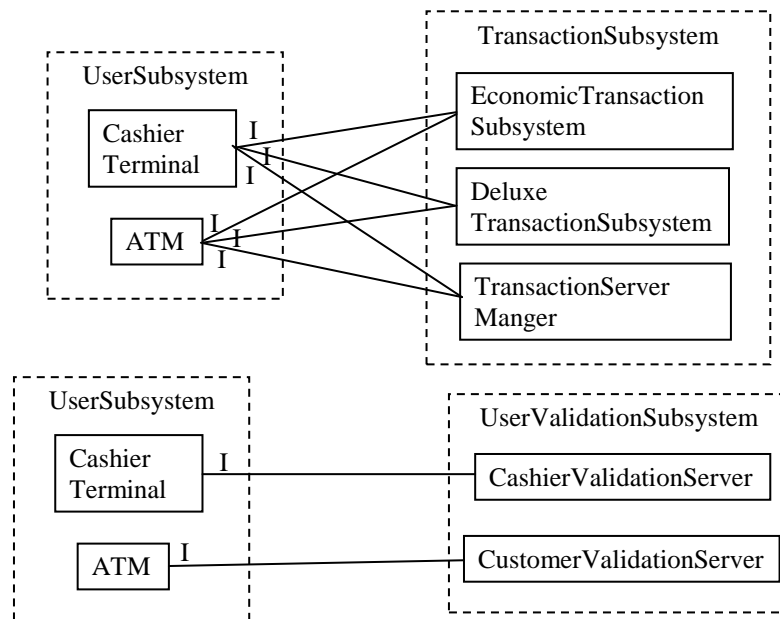 TransactionSubsystem
UserSubsystem
EconomicTransaction
Subsystem
Cashier
Terminal
I
I
I
Deluxe
TransactionSubsystem
ATM
I
I
I
TransactionServer
Manger
UserSubsystem
UserValidationSubsystem
Cashier
Terminal
I
CashierValidationServer
ATM
I
CustomerValidationServer